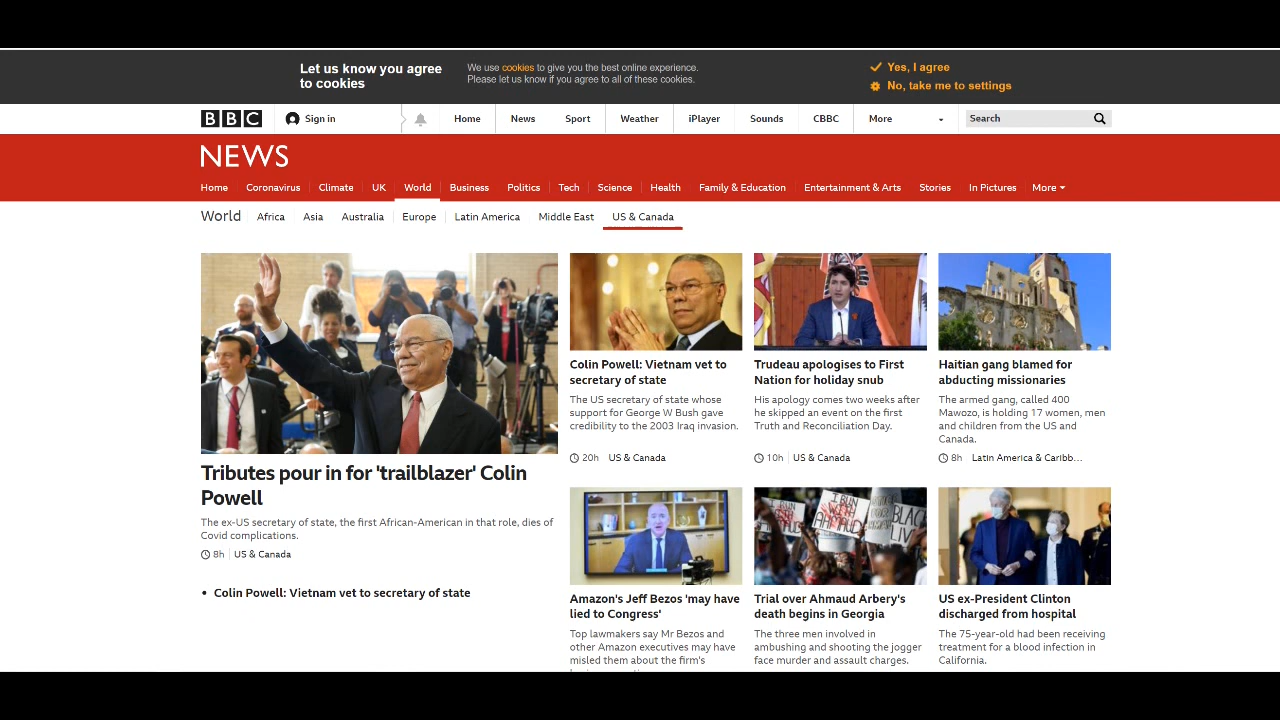 Let us know you agree
to cookies
We use cookies to give you the best online experience.
Please let us know if you agree to all of these cookies.
Yes, I agree
No, take me to settings
BBC
Sign in
Home
News
Sport
Weather
iPlayer
Sounds
CBBC
More
Search
NEWS
Home
Coronavirus
Climate
UK
World
Business
Politics
Tech
Science
Health
Family & Education
Entertainment & Arts
Stories
In Pictures
More
World
Africa
Asia
Australia
Europe
Latin America
Middle East
US & Canada
Tributes pour in for 'trailblazer' Colin
Powell
The ex-US secretary of state, the first African-American in that role, dies of
Covid complications.
8h US & Canada
• Colin Powell: Vietnam vet to secretary of state
Colin Powell: Vietnam vet to
secretary of state
The US secretary of state whose
support for George W Bush gave
credibility to the 2003 Iraq invasion.
20h US & Canada
Trudeau apologises to First
Nation for holiday snub
His apology comes two weeks after
he skipped an event on the first
Truth and Reconciliation Day.
10h US & Canada
Haitian gang blamed for
abducting missionaries
The armed gang, called 400
Mawozo, is holding 17 women, men
and children from the US and
Canada.
8h Latin America & Caribb...
Amazon's Jeff Bezos 'may have
lied to Congress'
Top lawmakers say Mr Bezos and
other Amazon executives may have
misled them about the firm's
Trial over Ahmaud Arbery's
death begins in Georgia
The three men involved in
ambushing and shooting the jogger
face murder and assault charges.
US ex-President Clinton
discharged from hospital
The 75-year-old had been receiving
treatment for a blood infection in
California.